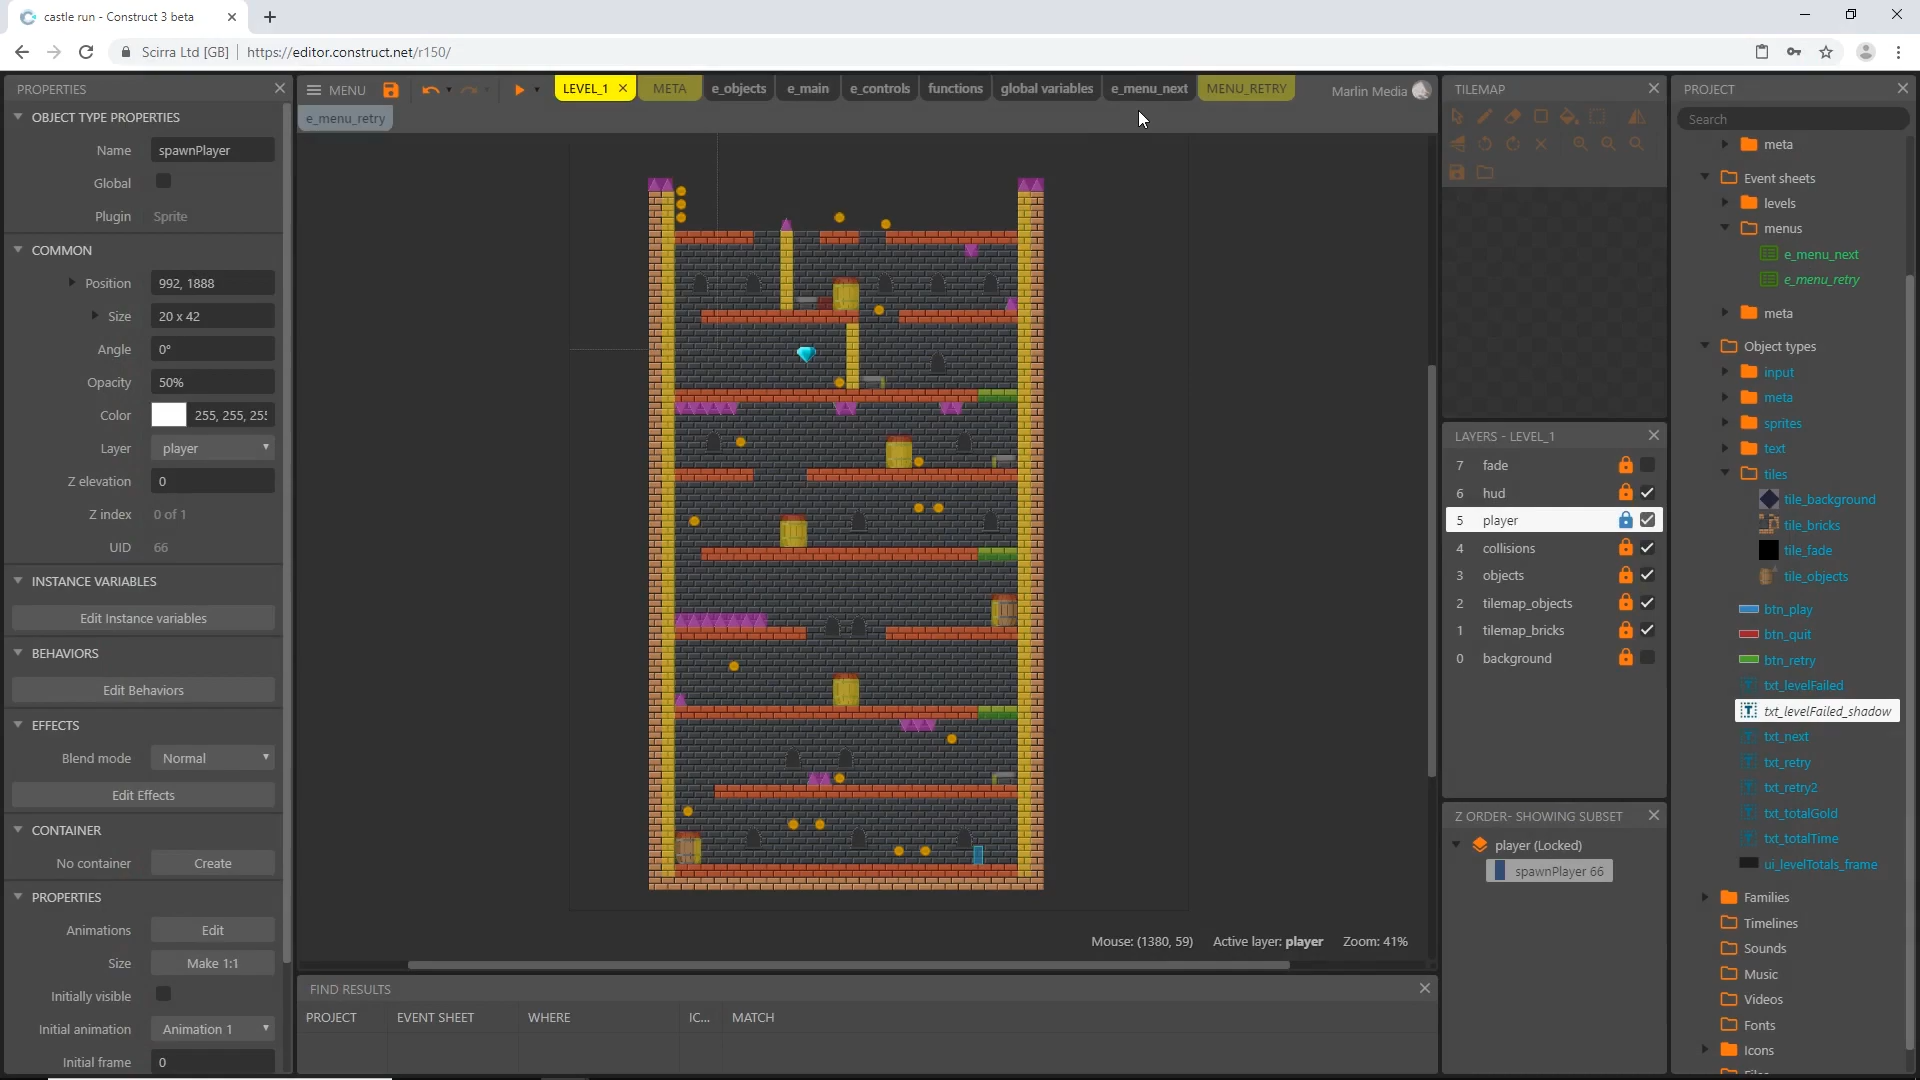 castle run - Construct 3 beta
Scirra Ltd [GB]
https://editor.construct.net/r150/
PROPERTIES
OBJECT TYPE PROPERTIES
Name spawnPlayer
Global
Plugin Sprite
COMMON
Position 992, 1888
Size 20 x 42
Angle 0°
Opacity 50%
Color 255, 255, 25
Layer player
Z elevation 0
Z index 0 of 1
UID 66
INSTANCE VARIABLES
Edit Instance variables
BEHAVIORS
Edit Behaviors
EFFECTS
Blend mode Normal
Edit Effects
CONTAINER
No container Create
PROPERTIES
Animations Edit
Size Make 1:1
Initially visible
Initial animation Animation 1
Initial frame 0
MENU
LEVEL_1 META e_objects e_main e_controls functions global variables e_menu_next MENU_RETRY
Marlin Media
e_menu_retry
Mouse: (1380, 59) Active layer: player Zoom: 41%
FIND RESULTS
PROJECT EVENT SHEET WHERE IC... MATCH
TILEMAP
LAYERS - LEVEL_1
7 fade
6 hud
5 player
4 collisions
3 objects
2 tilemap_objects
1 tilemap_bricks
0 background
Z ORDER- SHOWING SUBSET
player (Locked)
spawnPlayer 66
PROJECT
Search
meta
Event sheets
levels
menus
e_menu_next
e_menu_retry
meta
Object types
input
meta
sprites
text
tiles
tile_background
tile_bricks
tile_fade
tile_objects
btn_play
btn_quit
btn_retry
txt_levelFailed
txt_levelFailed_shadow
txt_next
txt_retry
txt_retry2
txt_totalGold
txt_totalTime
ui_levelTotals_frame
Families
Timelines
Sounds
Music
Videos
Fonts
Icons